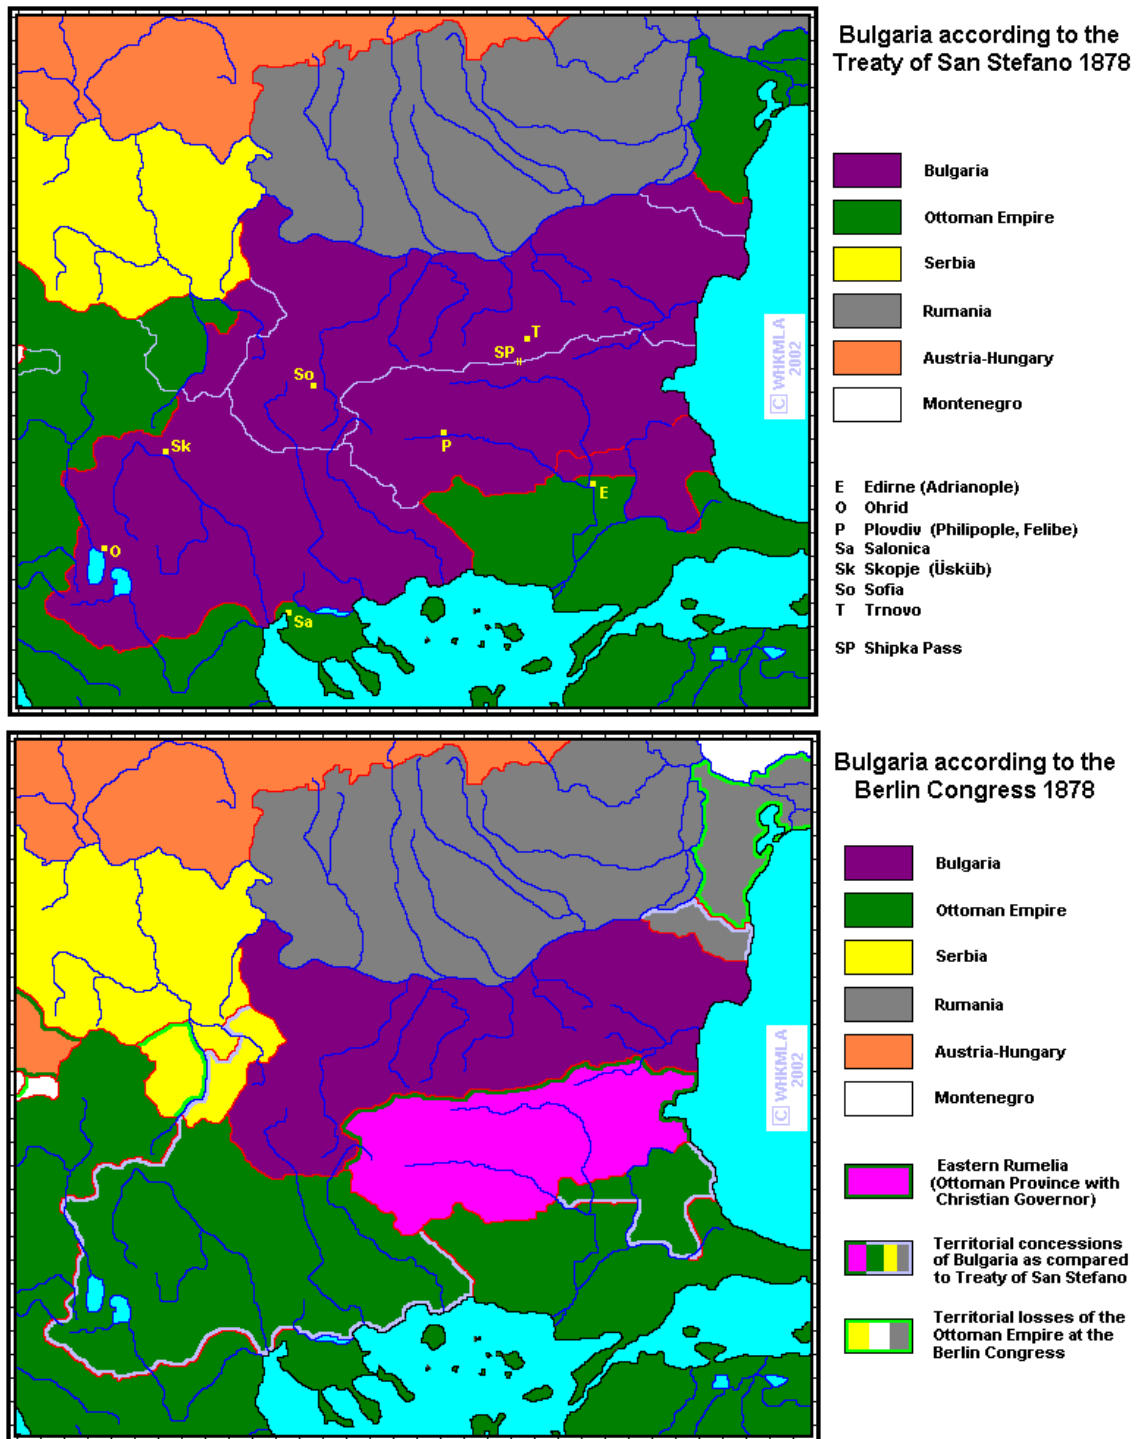 Bulgaria according to the
Treaty of San Stefano 1878
Bulgaria
Ottoman Empire
Serbia
Rumania
Austria-Hungary
Montenegro
E Edirne (Adrianople)
O Ohrid
P Plovdiv (Philipople, Felibe)
Sa Salonica
Sk Skopje (Üsküb)
So Sofia
T Trnovo
SP Shipka Pass
T
SP
So
P
Sk
E
O
Sa
C WHKMLA
2002
Bulgaria according to the
Berlin Congress 1878
Bulgaria
Ottoman Empire
Serbia
Rumania
Austria-Hungary
Montenegro
Eastern Rumelia
(Ottoman Province with
Christian Governor)
Territorial concessions
of Bulgaria as compared
to Treaty of San Stefano
Territorial losses of the
Ottoman Empire at the
Berlin Congress
C WHKMLA
2002